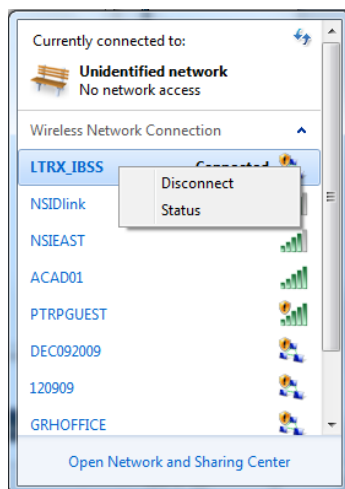 Currently connected to:
Unidentified network
No network access
Wireless Network Connection
LTRX_IBSS Connected
Disconnect
NSIDlink
Status
NSIEAST
ACAD01
PTRPGUEST
DEC092009
120909
GRHOFFICE
Open Network and Sharing Center